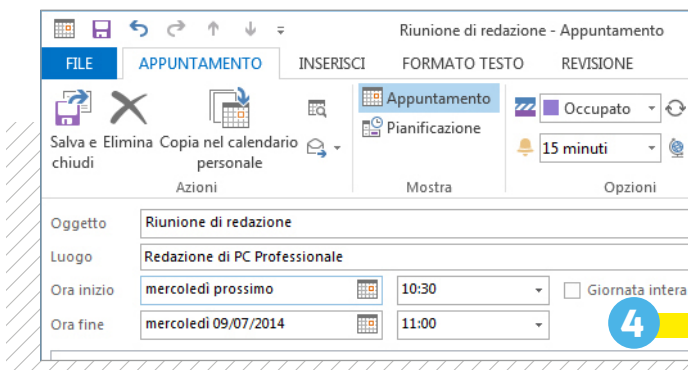 Riunione di redazione - Appuntamento
FILE APPUNTAMENTO INSERISCI FORMATO TESTO REVISIONE
Salva e chiudi
Elimina
Copia nel calendario personale
Azioni
Appuntamento
Pianificazione
Mostra
Occupato
15 minuti
Opzioni
Oggetto Riunione di redazione
Luogo Redazione di PC Professionale
Ora inizio mercoledì prossimo 10:30 Giornata intera
Ora fine mercoledì 09/07/2014 11:00
4